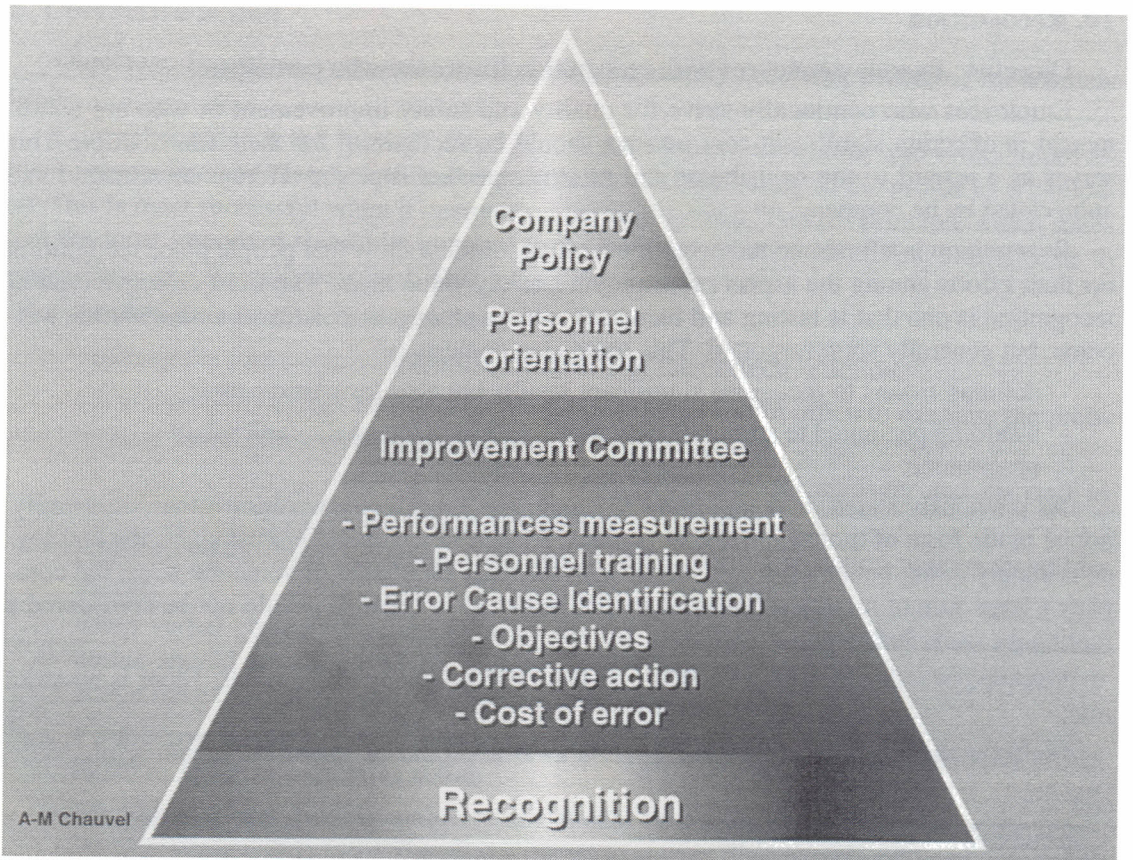 Company
Policy
Personnel
orientation
Improvement Committee
- Performances measurement
- Personnel training
- Error Cause Identification
- Objectives
- Corrective action
- Cost of error
Recognition
A-M Chauvel